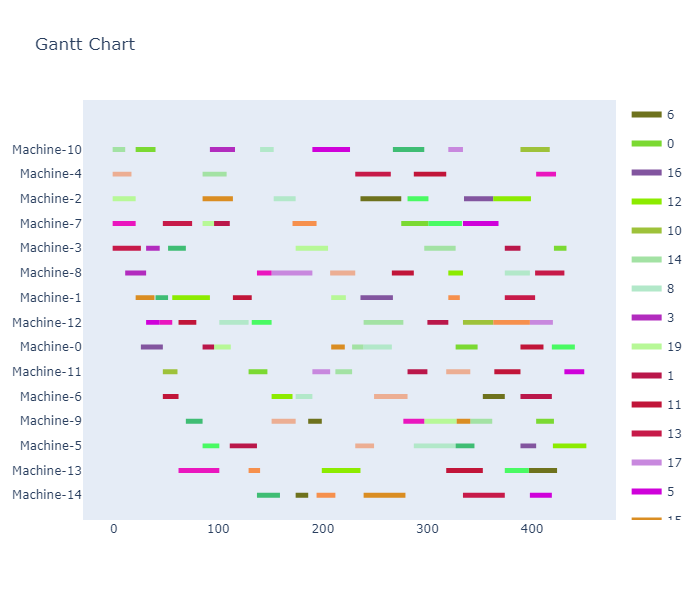 Gantt Chart
Machine-10
Machine-4
Machine-2
Machine-7
Machine-3
Machine-8
Machine-1
Machine-12
Machine-0
Machine-11
Machine-6
Machine-9
Machine-5
Machine-13
Machine-14
0 100 200 300 400
6
0
16
12
10
14
8
3
19
1
11
13
17
5
15